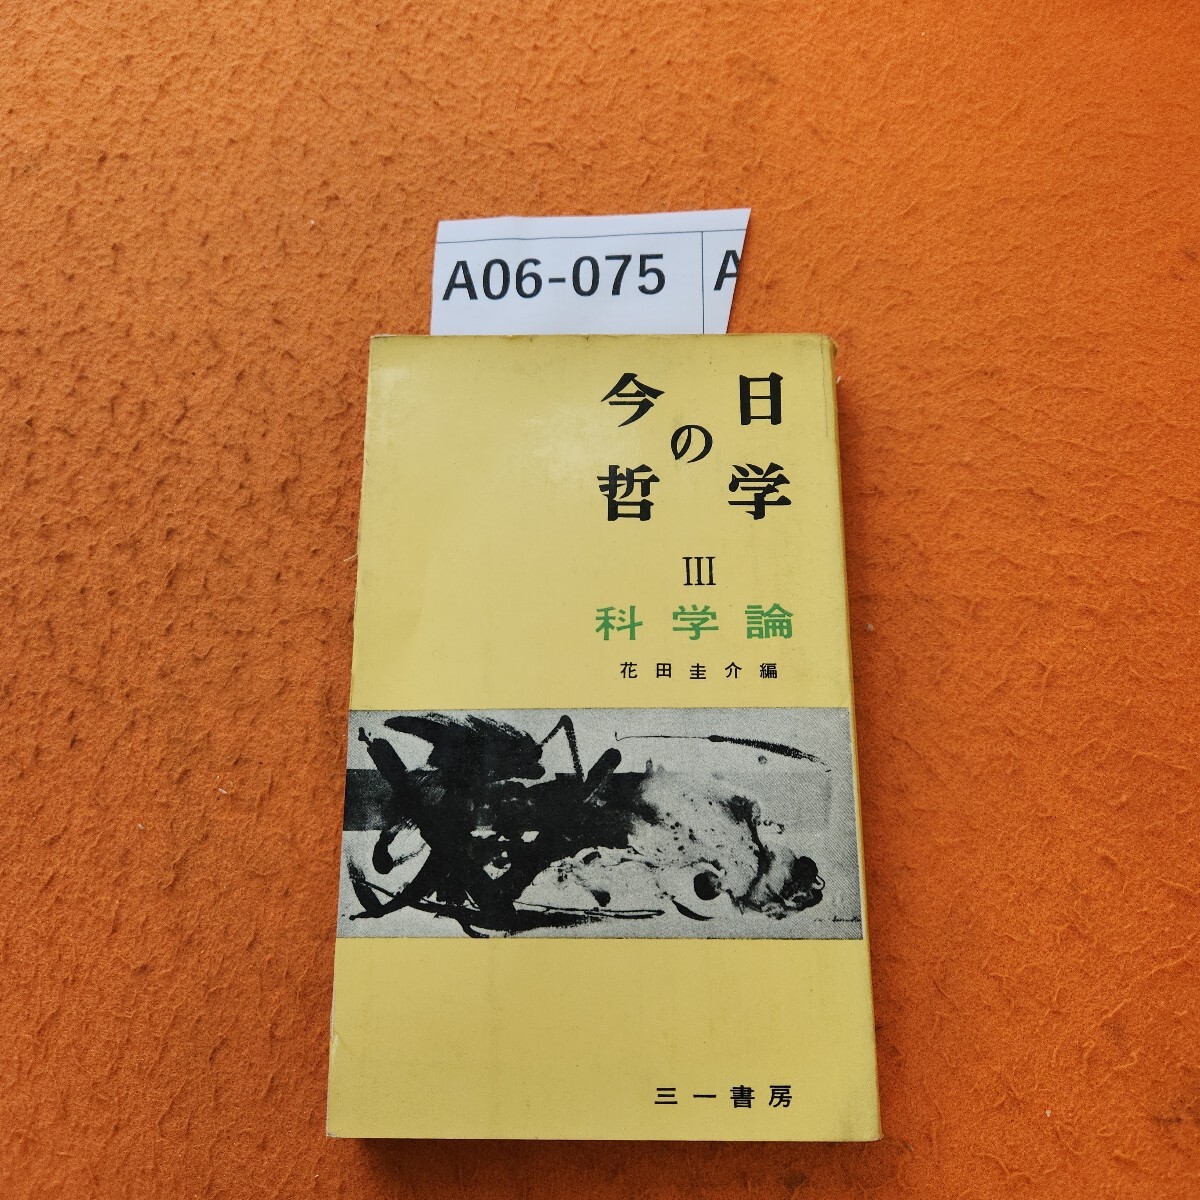 A06-075 A
今日
の
哲学
III
科学論
花田圭介編
三一書房